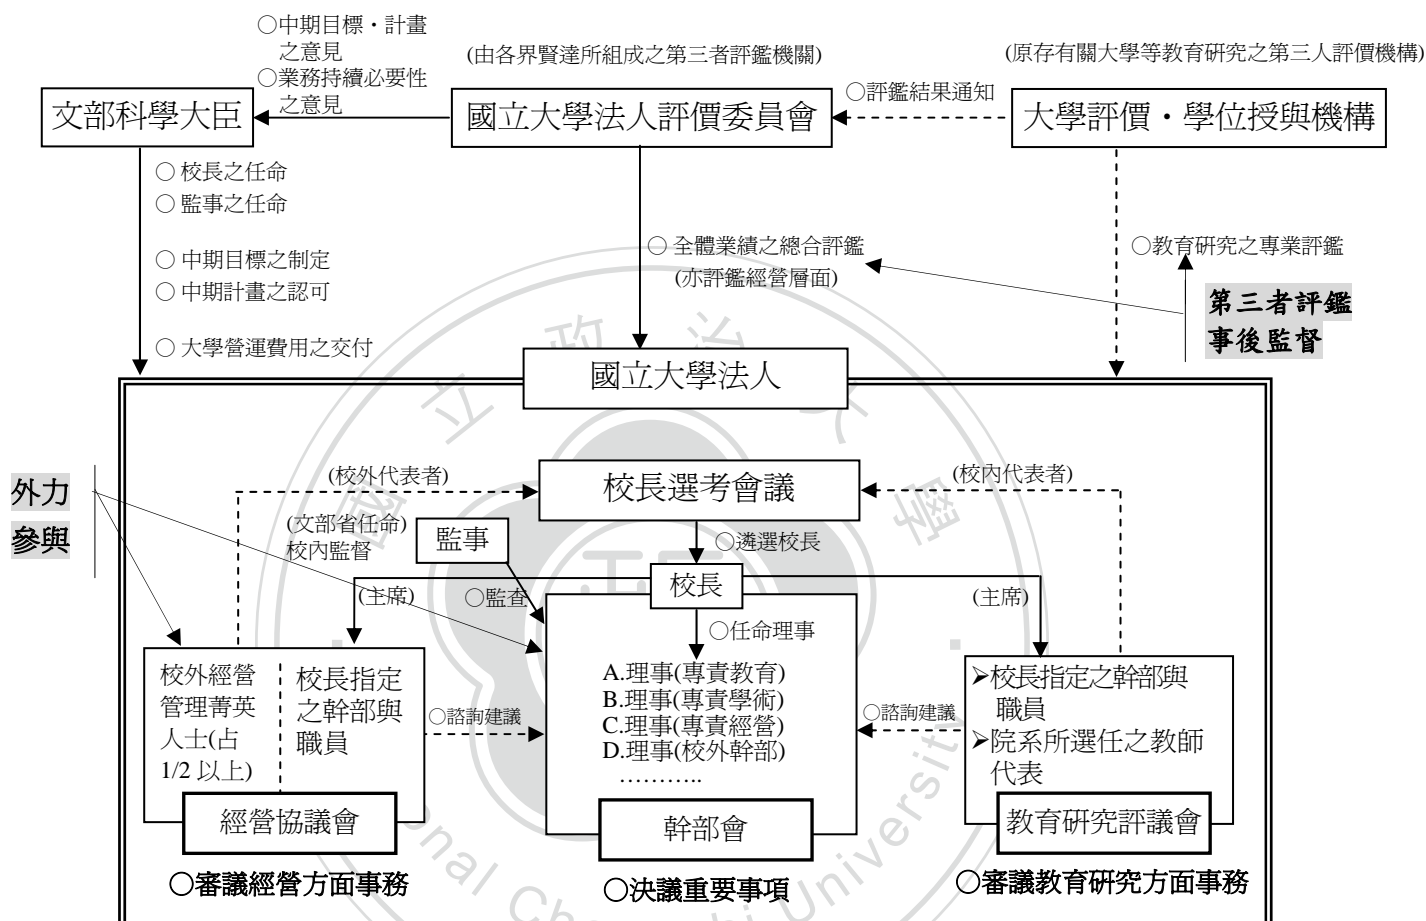 ○中期目標・計畫
之意見
○業務持續必要性
之意見
(由各界賢達所組成之第三者評鑑機關)
(原存有關大學等教育研究之第三人評價機構)
文部科學大臣
國立大學法人評價委員會
○評鑑結果通知
大學評價・學位授與機構
○ 校長之任命
○ 監事之任命
○ 中期目標之制定
○ 中期計畫之認可
○ 大學營運費用之交付
○ 全體業績之總合評鑑
(亦評鑑經營層面)
○教育研究之專業評鑑
第三者評鑑
事後監督
國立大學法人
外力
參與
(校外代表者)
校長選考會議
(校內代表者)
(文部省任命)
校內監督
監事
○遴選校長
校長
(主席)
○監查
(主席)
○任命理事
校外經營
管理菁英
人士(占
1/2 以上)
校長指定
之幹部與
職員
○諮詢建議
A.理事(專責教育)
B.理事(專責學術)
C.理事(專責經營)
D.理事(校外幹部)
………..
○諮詢建議
➢校長指定之幹部與
職員
➢院系所選任之教師
代表
經營協議會
幹部會
教育研究評議會
○審議經營方面事務
○決議重要事項
○審議教育研究方面事務
國立政治大學
onal Che hi University